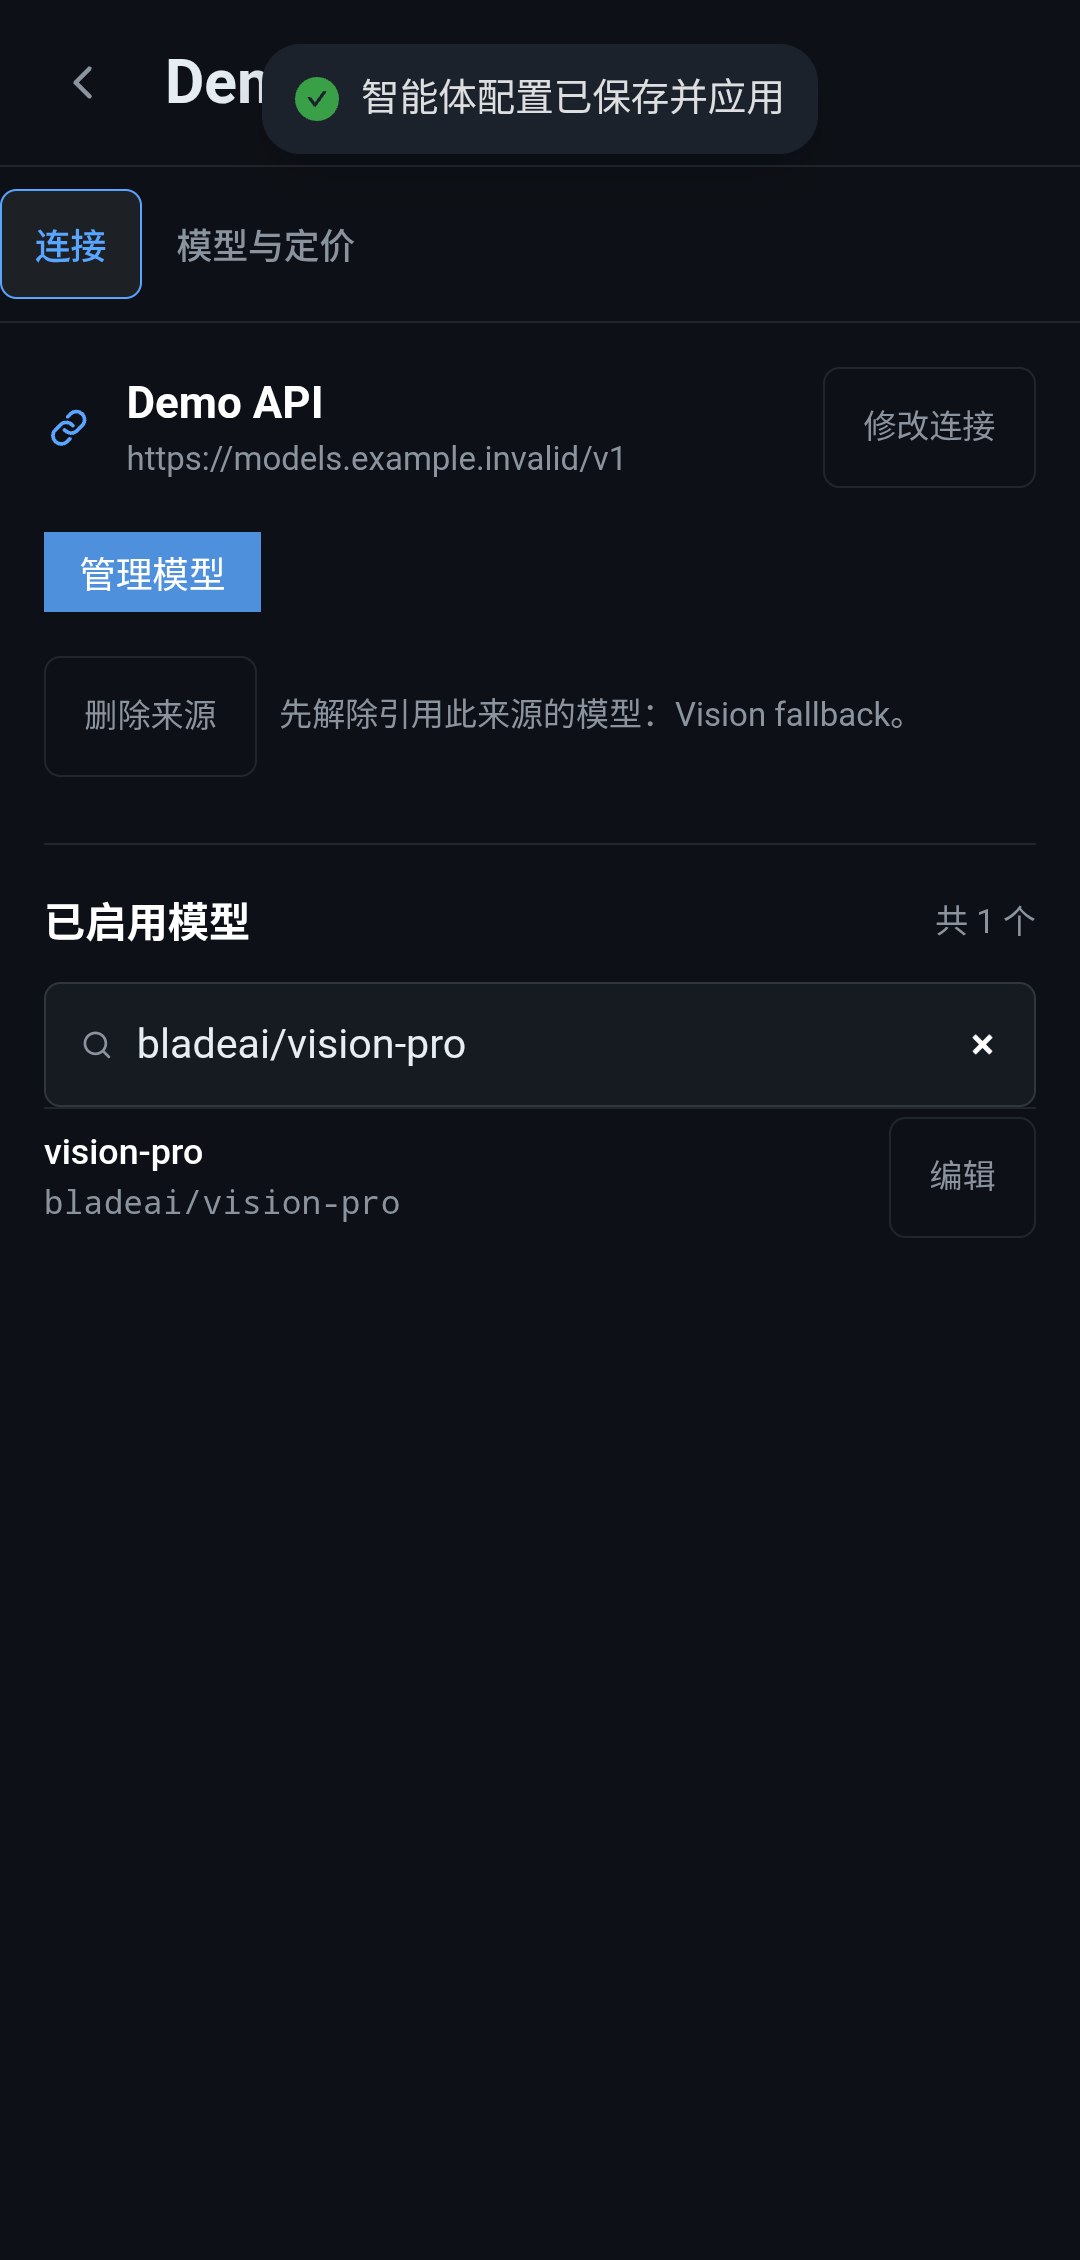 Den
智能体配置已保存并应用
连接
模型与定价
Demo API
https://models.example.invalid/v1
修改连接
管理模型
删除来源
先解除引用此来源的模型：Vision fallback。
已启用模型
共 1 个
bladeai/vision-pro
vision-pro
bladeai/vision-pro
编辑